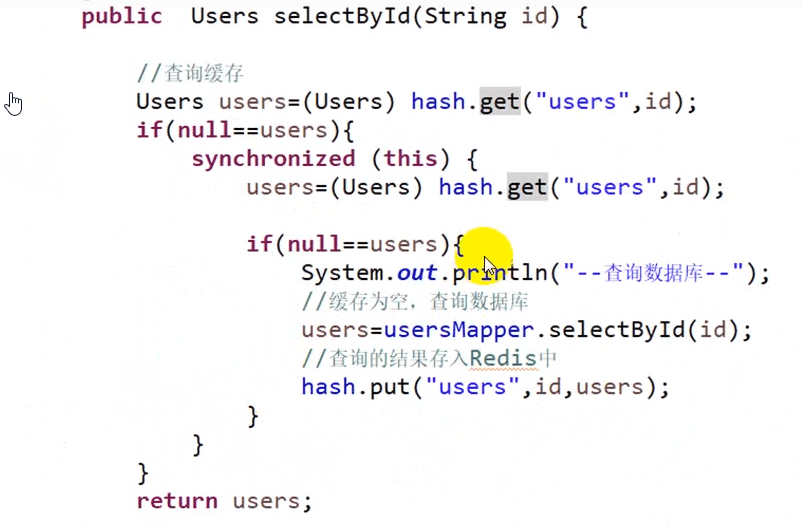 public  Users selectById(String id) {
//查询缓存
Users users=(Users) hash.get("users",id);
if(null==users){
synchronized (this) {
users=(Users) hash.get("users",id);
if(null==users){
System.out.println("--查询数据库--");
//缓存为空，查询数据库
users=usersMapper.selectById(id);
//查询的结果存入Redis中
hash.put("users",id,users);
}
}
}
return users;